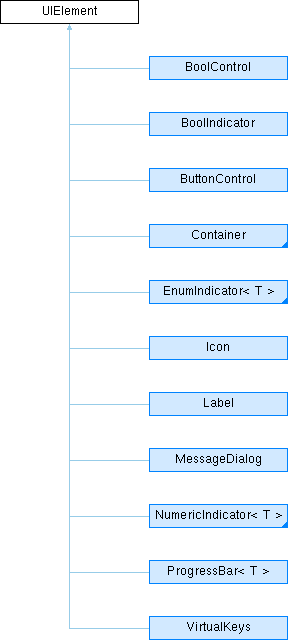 UIElement
BoolControl
BoolIndicator
ButtonControl
Container
EnumIndicator< T >
Icon
Label
MessageDialog
NumericIndicator< T >
ProgressBar< T >
VirtualKeys